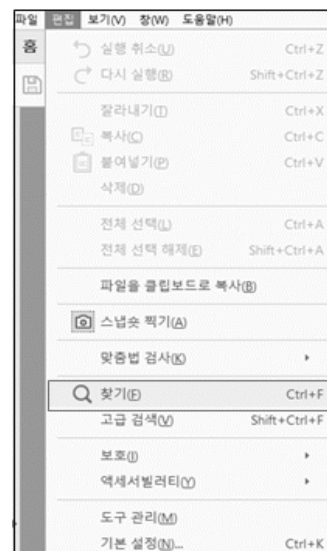 파일 편집 보기(V) 창(W) 도움말(H)
홈
실행 취소(U) Ctrl+Z
다시 실행(R) Shift+Ctrl+Z
잘라내기(T) Ctrl+X
복사(C) Ctrl+C
붙여넣기(P) Ctrl+V
삭제(D)
전체 선택(L) Ctrl+A
전체 선택 해제(E) Shift+Ctrl+A
파일을 클립보드로 복사(B)
스냅숏 찍기(A)
맞춤법 검사(K)
찾기(F) Ctrl+F
고급 검색(V) Shift+Ctrl+F
보호(J)
액세서빌러티(Y)
도구 관리(M)
기본 설정(N)... Ctrl+K